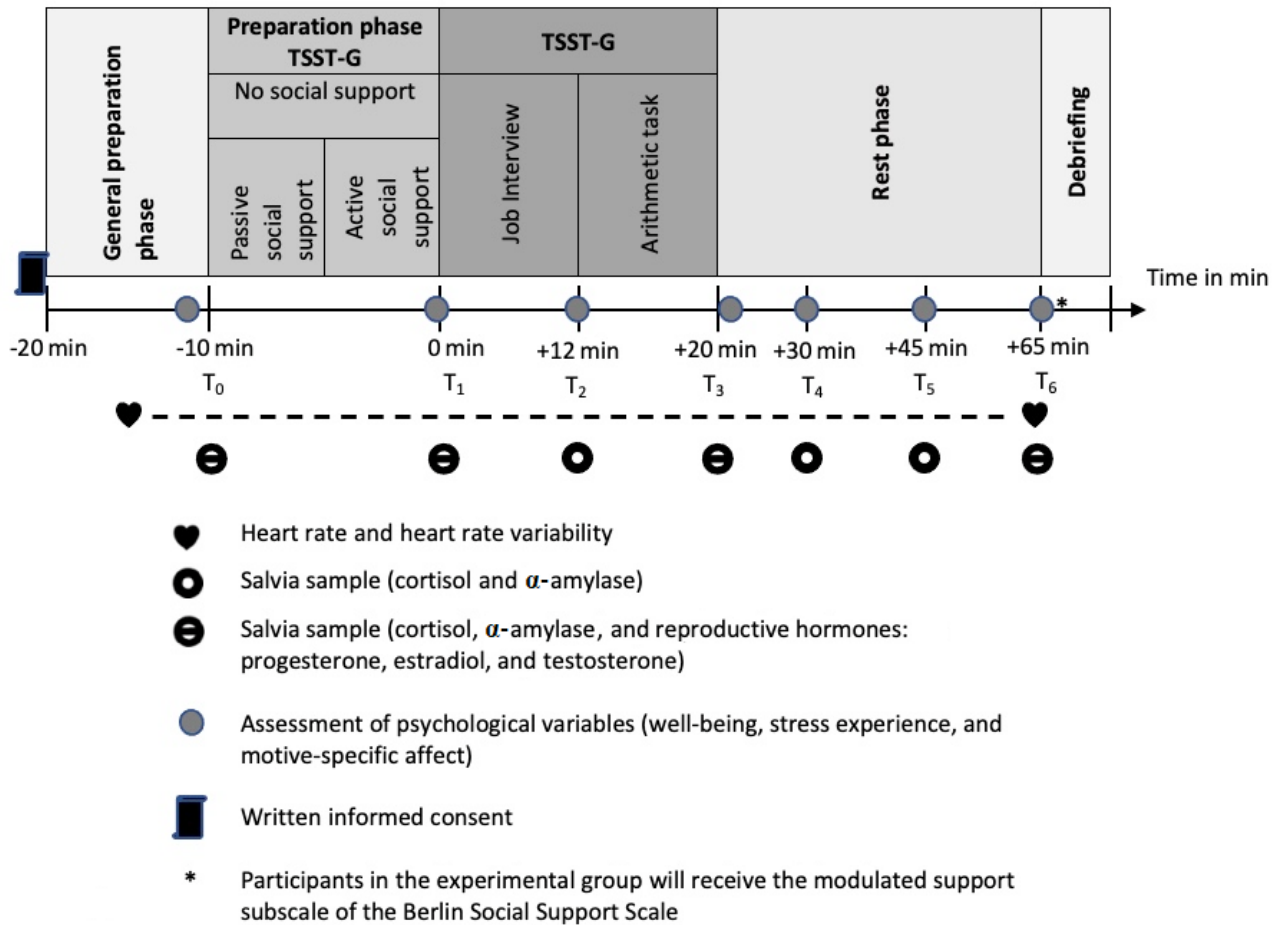 Preparation phase
TSST-G
TSST-G
No social support
General preparation
phase
Passive
social
support
Active
social
support
Job Interview
Arithmetic task
Rest phase
Debriefing
Time in min
*
-20 min
-10 min
0 min
+12 min
+20 min
+30 min
+45 min
+65 min
T0
T1
T2
T3
T4
T5
T6
Heart rate and heart rate variability
Salvia sample (cortisol and α-amylase)
Salvia sample (cortisol, α-amylase, and reproductive hormones:
progesterone, estradiol, and testosterone)
Assessment of psychological variables (well-being, stress experience, and
motive-specific affect)
Written informed consent
* Participants in the experimental group will receive the modulated support
subscale of the Berlin Social Support Scale